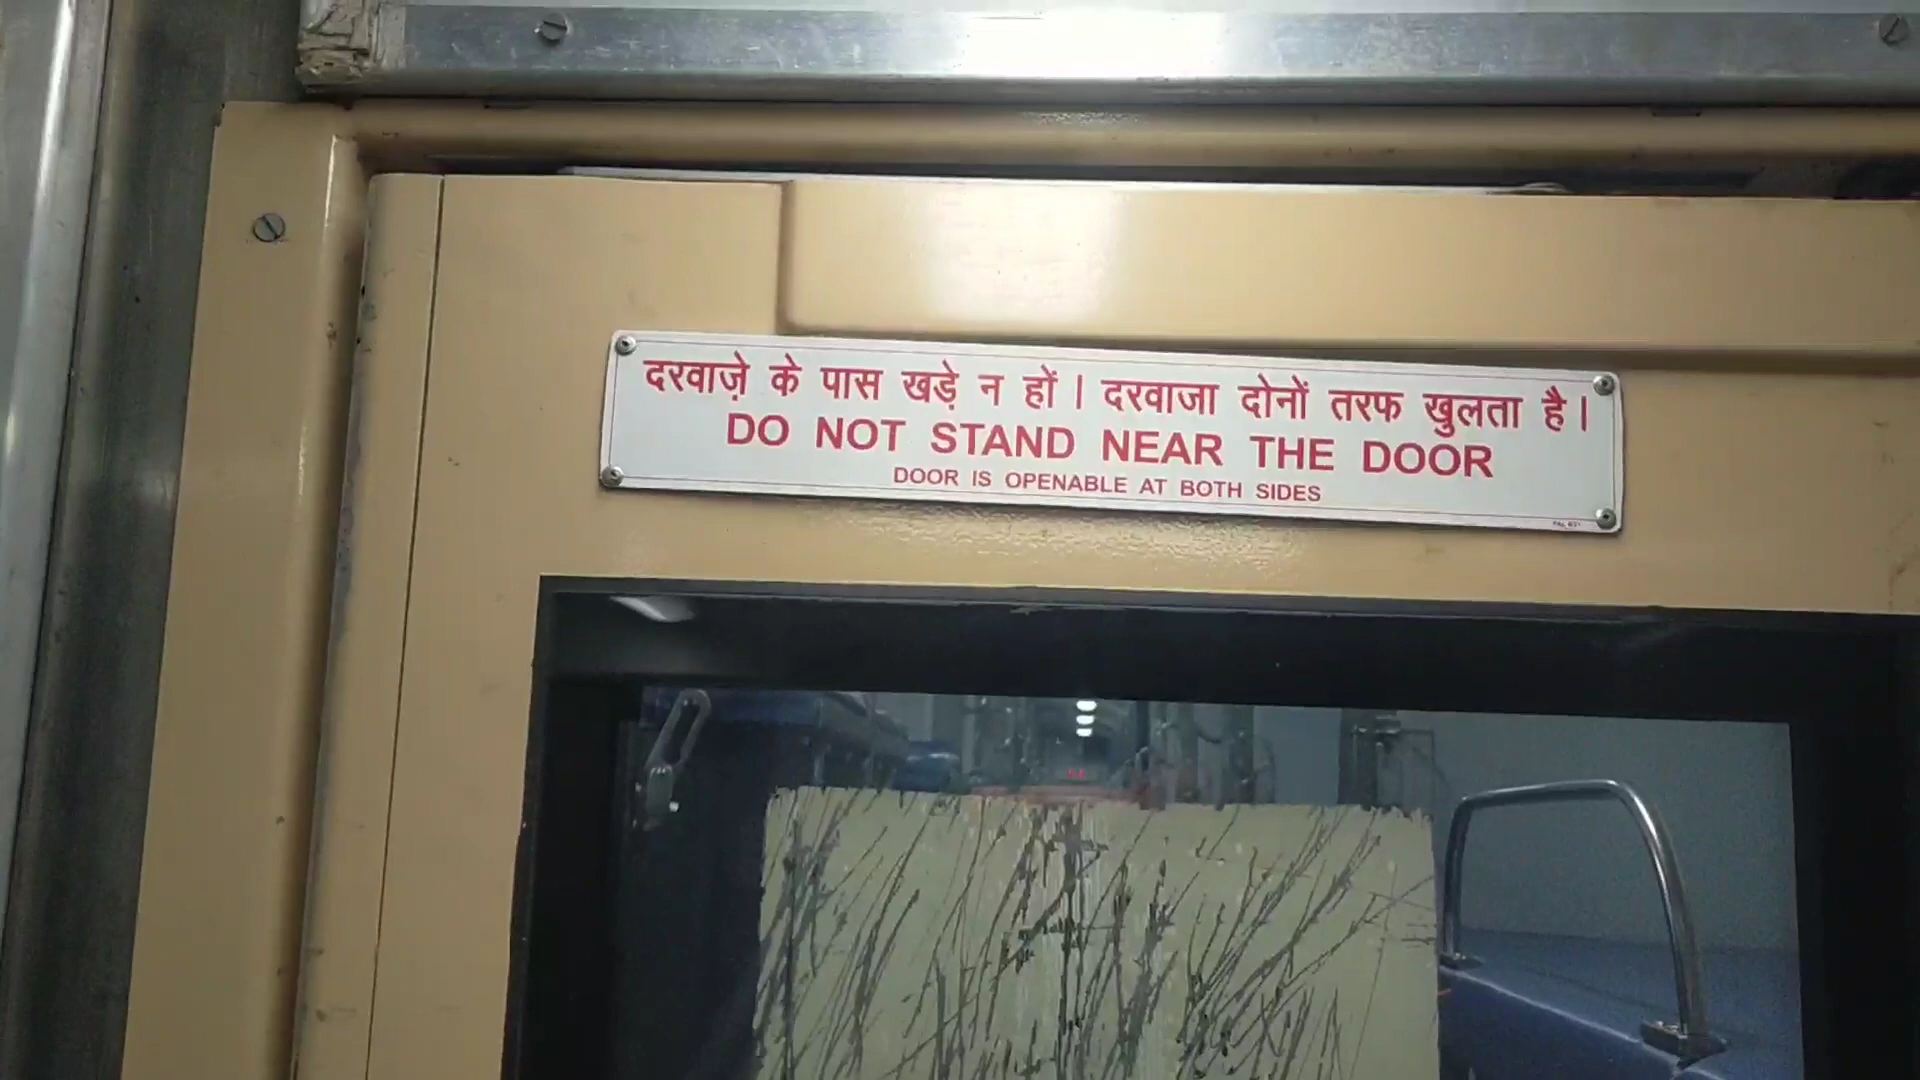 दरवाज़े के पास खड़े न हों । दरवाजा दोनों तरफ खुलता है ।
DO NOT STAND NEAR THE DOOR
DOOR IS OPENABLE AT BOTH SIDES